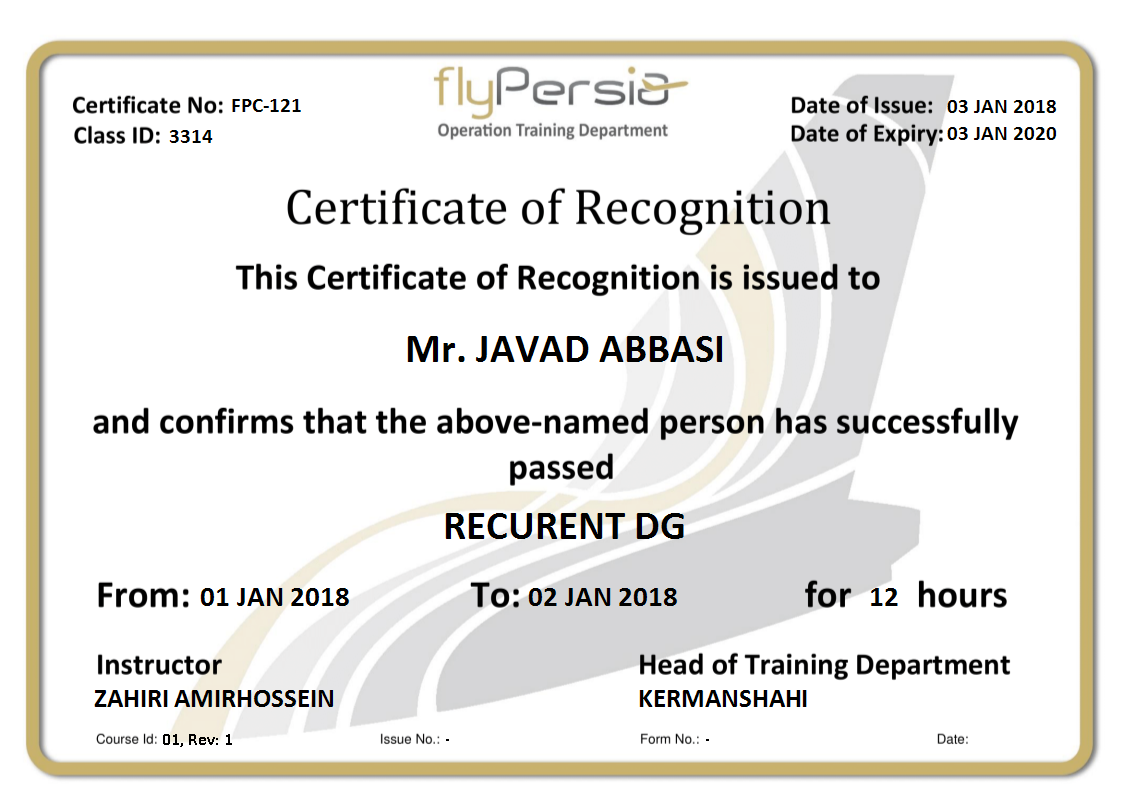 flyPersia
Operation Training Department
Certificate No: FPC-121
Class ID: 3314
Date of Issue: 03 JAN 2018
Date of Expiry: 03 JAN 2020
Certificate of Recognition
This Certificate of Recognition is issued to
Mr. JAVAD ABBASI
and confirms that the above-named person has successfully
passed
RECURENT DG
From: 01 JAN 2018 To: 02 JAN 2018 for 12 hours
Instructor
ZAHIRI AMIRHOSSEIN
Head of Training Department
KERMANSHAHI
Course Id: 01, Rev: 1 Issue No.: - Form No.: - Date: